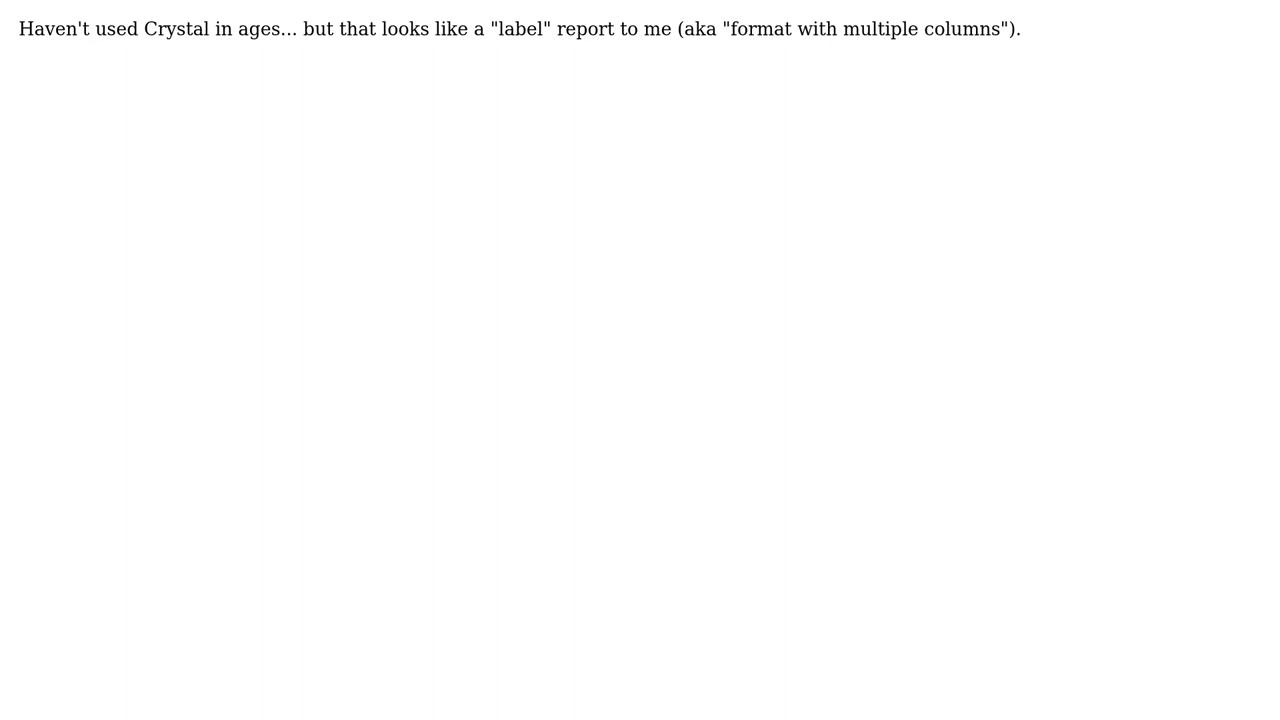 Haven't used Crystal in ages... but that looks like a "label" report to me (aka "format with multiple columns").